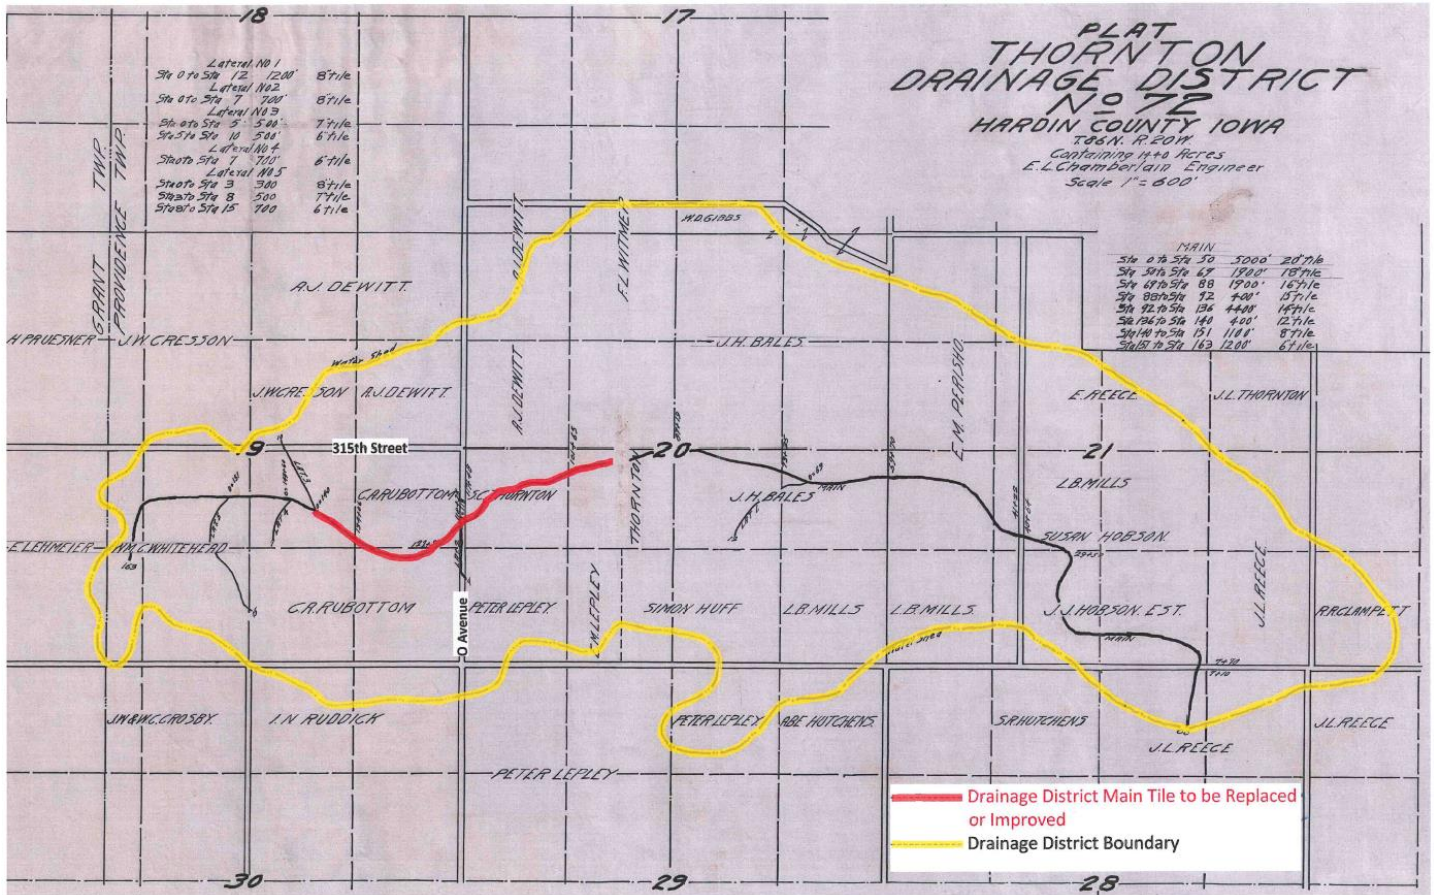 18
17
PLAT
THORNTON
DRAINAGE DISTRICT
No 72
HARDIN COUNTY IOWA
T.86N. R.20W
Containing 1440 Acres
E.L. Chamberlain Engineer
Scale 1"=600'
Lateral No 1
Sta 0 to Sta 12 1200' 8"tile
Lateral No 2
Sta 0 to Sta 7 700' 8"tile
Lateral No 3
Sta 0 to Sta 5 500' 7"tile
Sta 5 to Sta 10 500' 6"tile
Lateral No 4
Sta 0 to Sta 7 700' 6"tile
Lateral No 5
Sta 0 to Sta 3 300 8"tile
Sta 3 to Sta 8 500 7"tile
Sta 8 to Sta 15 700 6"tile
MAIN
Sta 0 to Sta 50 5000' 20"tile
Sta 50 to Sta 69 1900' 18"tile
Sta 69 to Sta 88 1900' 16"tile
Sta 88 to Sta 92 400' 15"tile
Sta 92 to Sta 136 4400' 14"tile
Sta 136 to Sta 140 400' 12"tile
Sta 140 to Sta 151 1100' 8"tile
Sta 151 to Sta 163 1200' 6"tile
GRANT TWP.
PROVIDENCE TWP.
A.J. DEWITT
F.L. WITMER
W.D. GIBBS
A.J. DEWITT.
H PRUESNER
J.W. CRESSON
Water Shed
J.H. BALES
J.W. CRESSON
A.J. DEWITT.
A.J. DEWITT
E.M. PERISHO.
E. REECE
J.L. THORNTON
9
315th Street
20
21
C.A. RUBOTTOM
S.C. THORNTON
THORNTON
J.H. BALES
MAIN
L.B. MILLS
E LEHMEIER
WM. C WHITEHEAD
163
SUSAN HOBSON
C.A. RUBOTTOM
O Avenue
PETER LEPLEY
C.M. LEPLEY
SIMON HUFF
L.B. MILLS
L.B. MILLS.
J.J. HOBSON. EST.
J.L. REECE
R.R. CLAMPETT
MAIN
J.N & W.C. CROSBY.
I.N RUDDICK
PETER LEPLEY
ABE HUTCHENS.
S.R. HUTCHENS
J.L. REECE
J.L. REECE
PETER LEPLEY
Drainage District Main Tile to be Replaced
or Improved
Drainage District Boundary
30
29
28